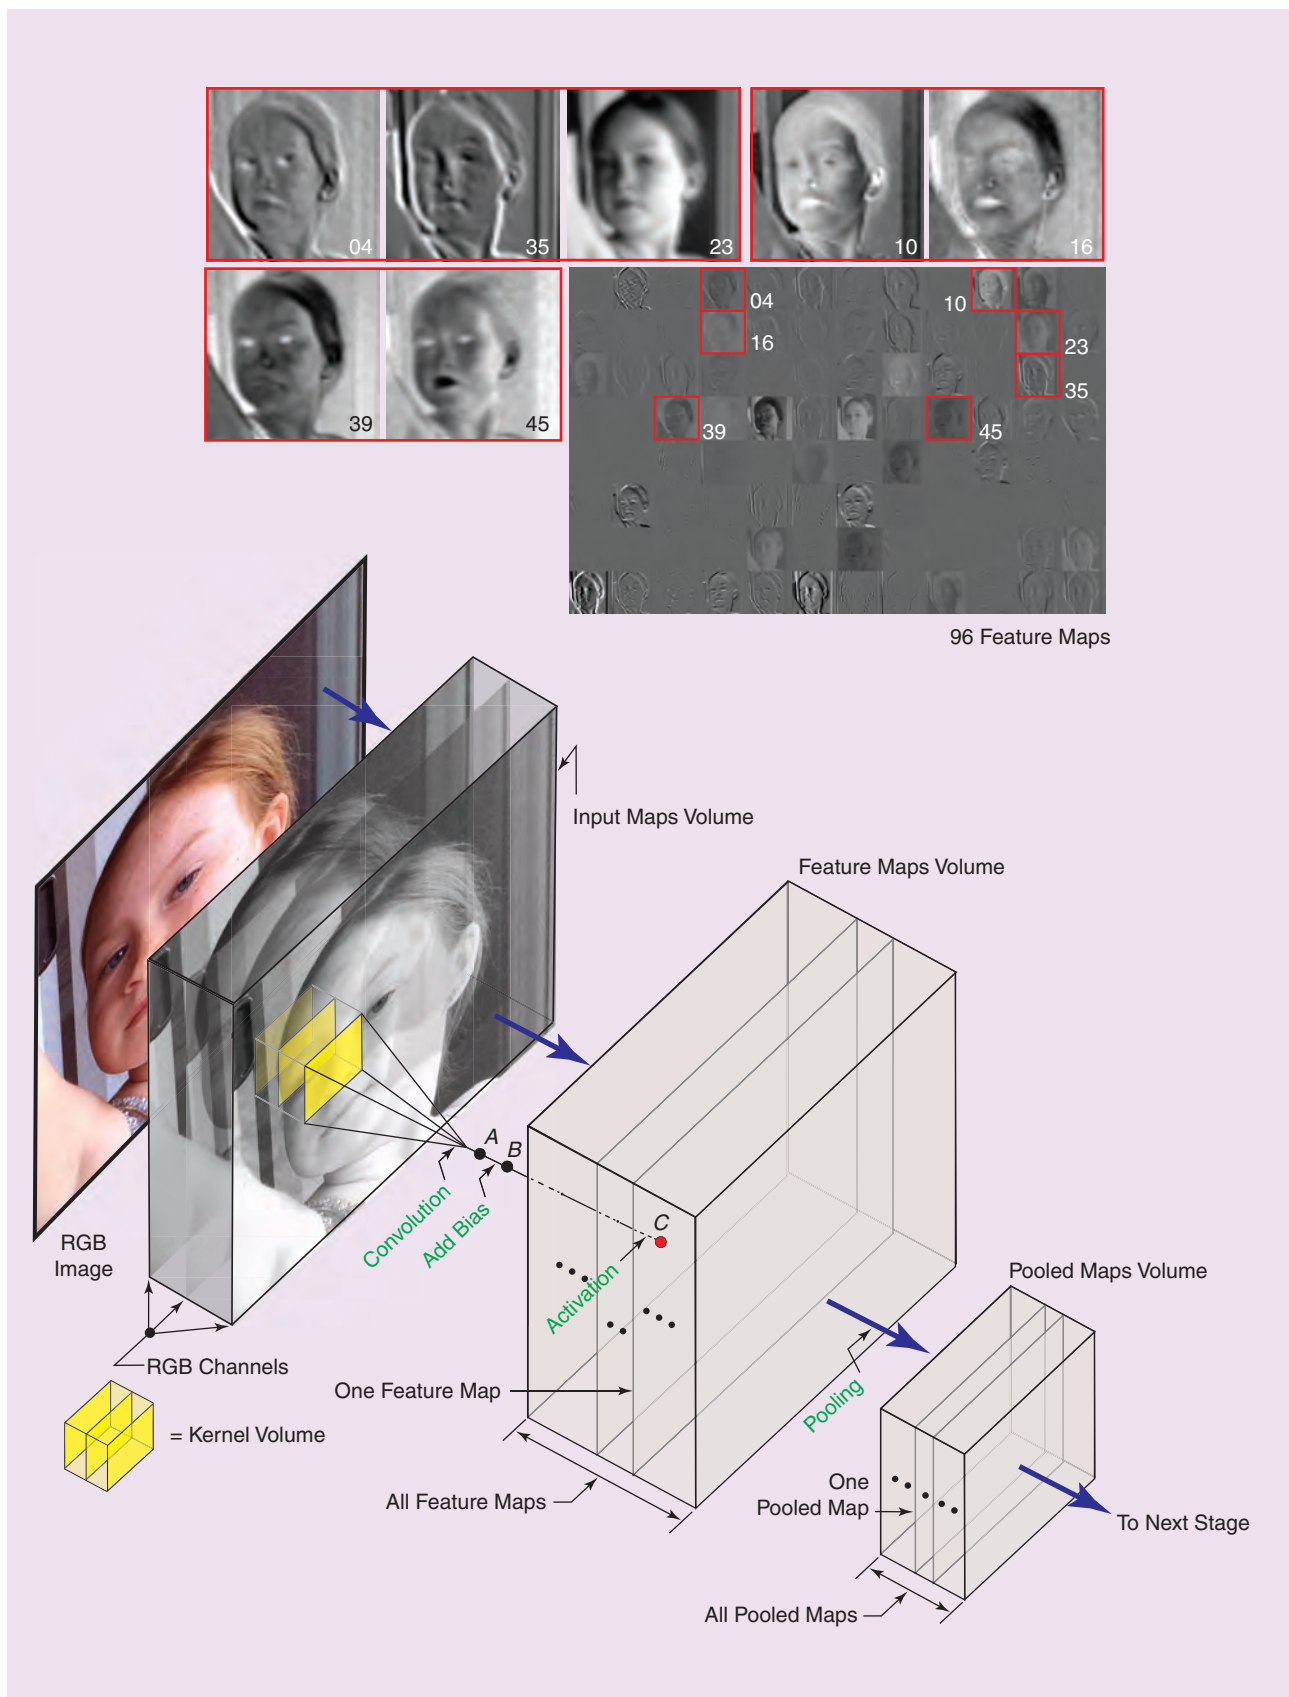 04
35
23
10
16
39
45
04
10
16
23
35
39
45
96 Feature Maps
Input Maps Volume
Feature Maps Volume
A
B
C
Convolution
Add Bias
Activation
RGB
Image
RGB Channels
= Kernel Volume
One Feature Map
All Feature Maps
Pooling
Pooled Maps Volume
One
Pooled Map
To Next Stage
All Pooled Maps